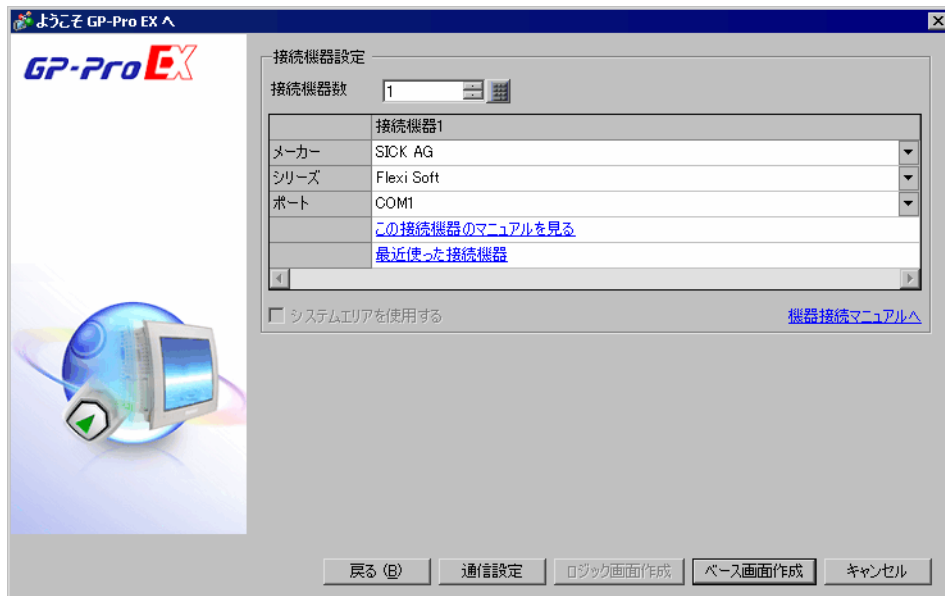 ようこそ GP-Pro EX へ
GP-Pro EX
接続機器設定
接続機器数 1
接続機器1
メーカー SICK AG
シリーズ Flexi Soft
ポート COM1
この接続機器のマニュアルを見る
最近使った接続機器
システムエリアを使用する 機器接続マニュアルへ
戻る (B) 通信設定 ロジック画面作成 ベース画面作成 キャンセル